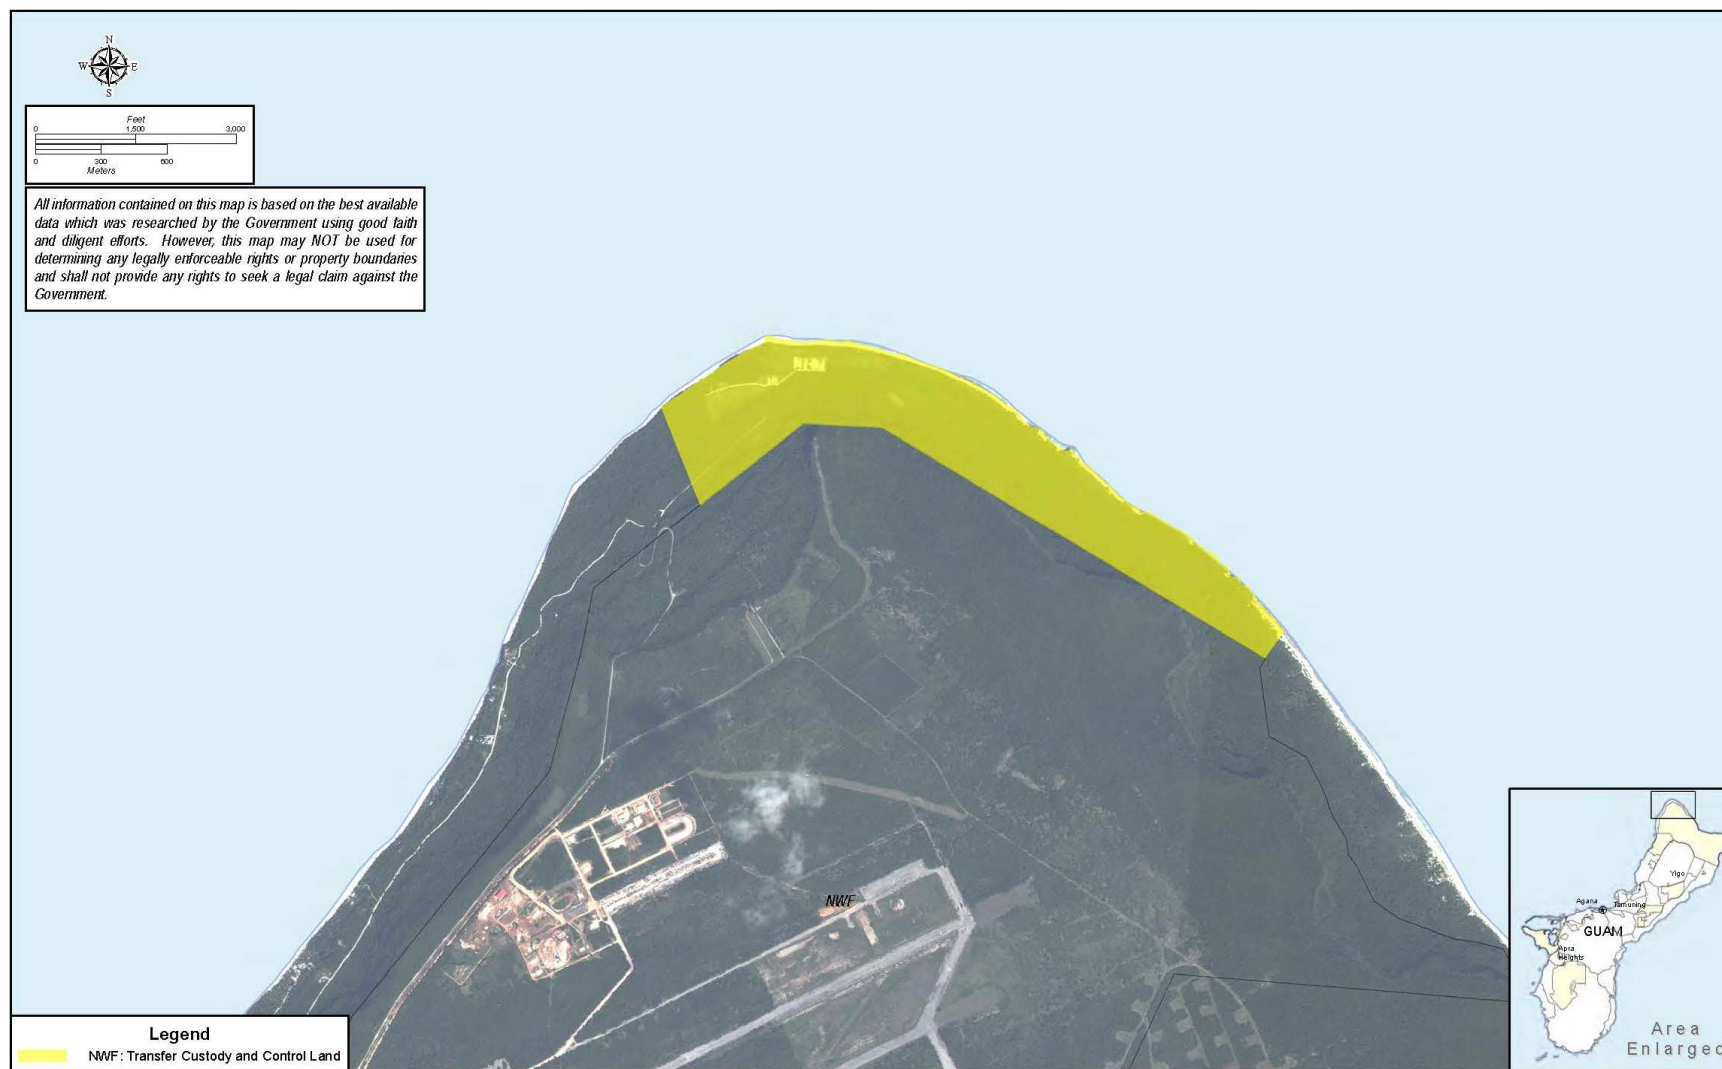 N
W E
S
Feet
0 1,500 3,000
0 300 600
Meters
All information contained on this map is based on the best available
data which was researched by the Government using good faith
and diligent efforts. However, this map may NOT be used for
determining any legally enforceable rights or property boundaries
and shall not provide any rights to seek a legal claim against the
Government.
NWF
Yigo
Agana Tamuning
GUAM
Apra
Heights
Area
Enlarged
Legend
NWF: Transfer Custody and Control Land